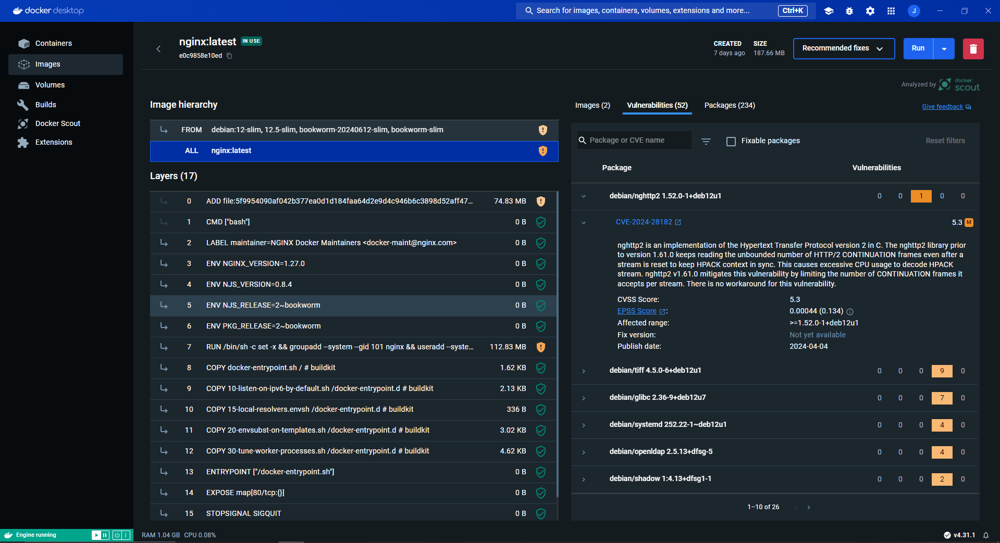 docker desktop
Search for images, containers, volumes, extensions and more...
Ctrl+K
J
Containers
Images
Volumes
Builds
Docker Scout
Extensions
nginx:latest
IN USE
e0c9858e10ed
CREATED
7 days ago
SIZE
187.66 MB
Recommended fixes
Run
Analyzed by
docker
scout
Image hierarchy
FROM debian:12-slim, 12.5-slim, bookworm-20240612-slim, bookworm-slim
ALL nginx:latest
Layers (17)
0 ADD file:5f9954090af042b377ea0d1d184faa64d2e9d4c946b6c3898d52aff47... 74.83 MB
1 CMD ["bash"] 0 B
2 LABEL maintainer=NGINX Docker Maintainers <docker-maint@nginx.com> 0 B
3 ENV NGINX_VERSION=1.27.0 0 B
4 ENV NJS_VERSION=0.8.4 0 B
5 ENV NJS_RELEASE=2~bookworm 0 B
6 ENV PKG_RELEASE=2~bookworm 0 B
7 RUN /bin/sh -c set -x && groupadd --system --gid 101 nginx && useradd --syste... 112.83 MB
8 COPY docker-entrypoint.sh / # buildkit 1.62 KB
9 COPY 10-listen-on-ipv6-by-default.sh /docker-entrypoint.d # buildkit 2.13 KB
10 COPY 15-local-resolvers.envsh /docker-entrypoint.d # buildkit 336 B
11 COPY 20-envsubst-on-templates.sh /docker-entrypoint.d # buildkit 3.02 KB
12 COPY 30-tune-worker-processes.sh /docker-entrypoint.d # buildkit 4.62 KB
13 ENTRYPOINT ["/docker-entrypoint.sh"] 0 B
14 EXPOSE map[80/tcp:{}] 0 B
15 STOPSIGNAL SIGQUIT 0 B
Images (2)
Vulnerabilities (52)
Packages (234)
Give feedback
Package or CVE name
Fixable packages
Reset filters
Package Vulnerabilities
debian/nghttp2 1.52.0-1+deb12u1 0 0 1 0 0
CVE-2024-28182 5.3 M
nghttp2 is an implementation of the Hypertext Transfer Protocol version 2 in C. The nghttp2 library prior
to version 1.61.0 keeps reading the unbounded number of HTTP/2 CONTINUATION frames even after a
stream is reset to keep HPACK context in sync. This causes excessive CPU usage to decode HPACK
stream. nghttp2 v1.61.0 mitigates this vulnerability by limiting the number of CONTINUATION frames it
accepts per stream. There is no workaround for this vulnerability.
CVSS Score: 5.3
EPSS Score : 0.00044 (0.134)
Affected range: >=1.52.0-1+deb12u1
Fix version: Not yet available
Publish date: 2024-04-04
debian/tiff 4.5.0-6+deb12u1 0 0 0 9 0
debian/glibc 2.36-9+deb12u7 0 0 0 7 0
debian/systemd 252.22-1~deb12u1 0 0 0 4 0
debian/openldap 2.5.13+dfsg-5 0 0 0 4 0
debian/shadow 1:4.13+dfsg1-1 0 0 0 2 0
1–10 of 26
Engine running
RAM 1.04 GB CPU 0.08%
v4.31.1